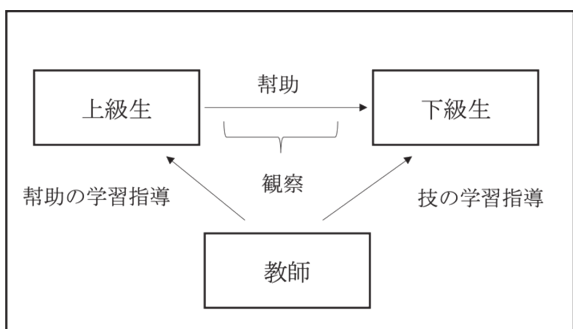 幇助
上級生
下級生
観察
幇助の学習指導
技の学習指導
教師